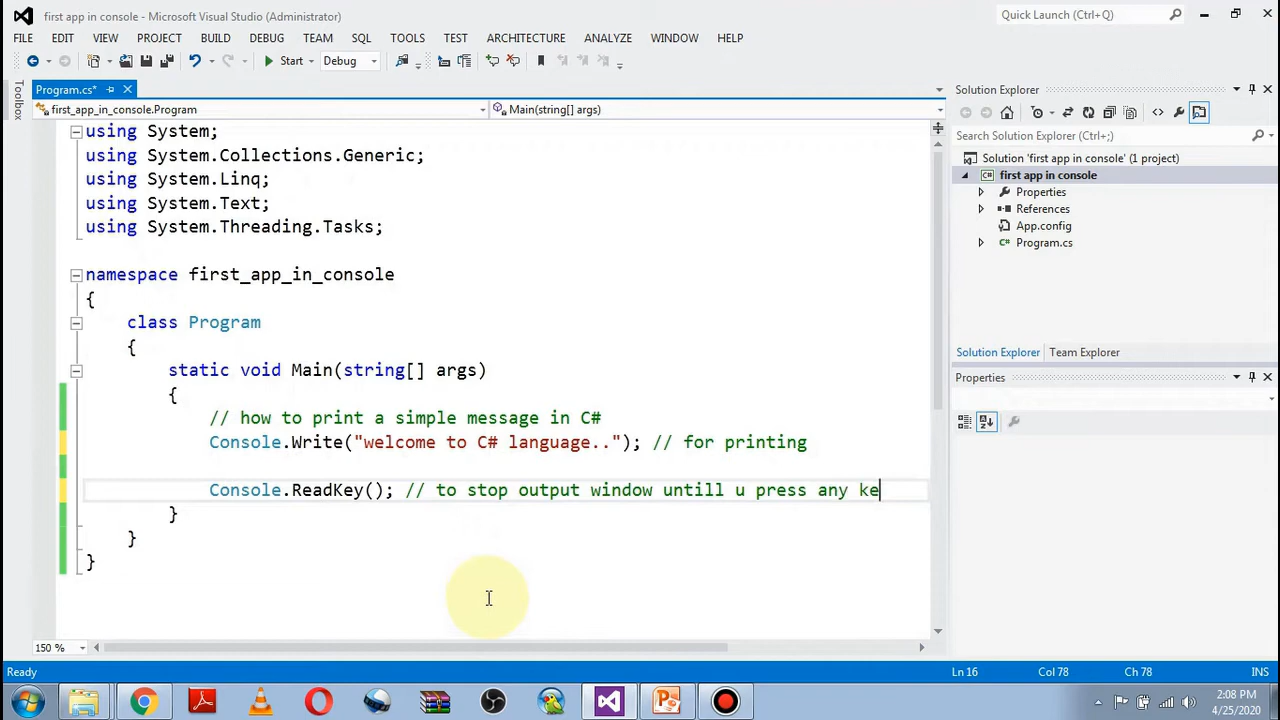 first app in console - Microsoft Visual Studio (Administrator)
Quick Launch (Ctrl+Q)
FILE EDIT VIEW PROJECT BUILD DEBUG TEAM SQL TOOLS TEST ARCHITECTURE ANALYZE WINDOW HELP
Start Debug
Program.cs*
Solution Explorer
Toolbox
first_app_in_console.Program
Main(string[] args)
Search Solution Explorer (Ctrl+;)
Solution 'first app in console' (1 project)
C# first app in console
Properties
References
App.config
C# Program.cs
using System;
using System.Collections.Generic;
using System.Linq;
using System.Text;
using System.Threading.Tasks;
namespace first_app_in_console
{
class Program
{
static void Main(string[] args)
{
// how to print a simple message in C#
Console.Write("welcome to C# language.."); // for printing
Console.ReadKey(); // to stop output window untill u press any ke
}
}
}
Solution Explorer Team Explorer
Properties
150 %
Ready
Ln 16 Col 78 Ch 78 INS
2:08 PM
4/25/2020